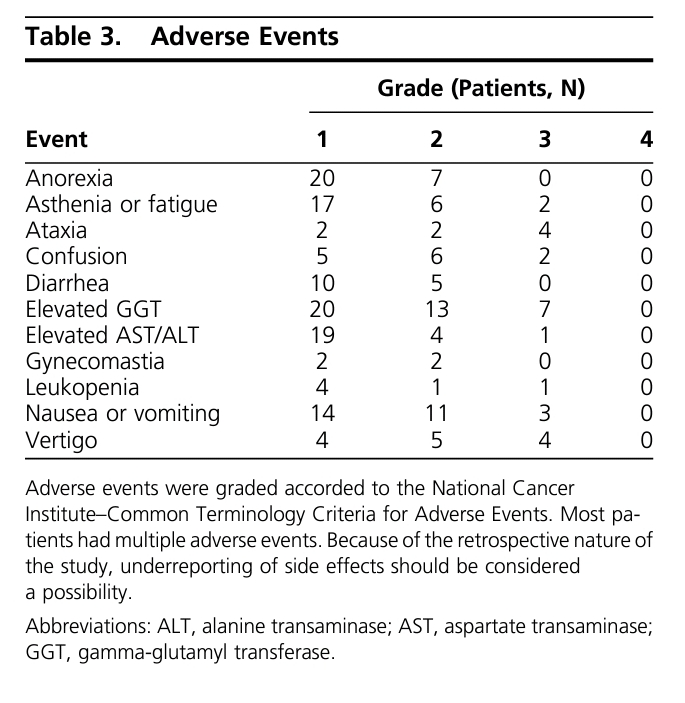 Table 3. Adverse Events
Grade (Patients, N)
Event 1 2 3 4
Anorexia 20 7 0 0
Asthenia or fatigue 17 6 2 0
Ataxia 2 2 4 0
Confusion 5 6 2 0
Diarrhea 10 5 0 0
Elevated GGT 20 13 7 0
Elevated AST/ALT 19 4 1 0
Gynecomastia 2 2 0 0
Leukopenia 4 1 1 0
Nausea or vomiting 14 11 3 0
Vertigo 4 5 4 0
Adverse events were graded accorded to the National Cancer
Institute–Common Terminology Criteria for Adverse Events. Most pa-
tients had multiple adverse events. Because of the retrospective nature of
the study, underreporting of side effects should be considered
a possibility.
Abbreviations: ALT, alanine transaminase; AST, aspartate transaminase;
GGT, gamma-glutamyl transferase.